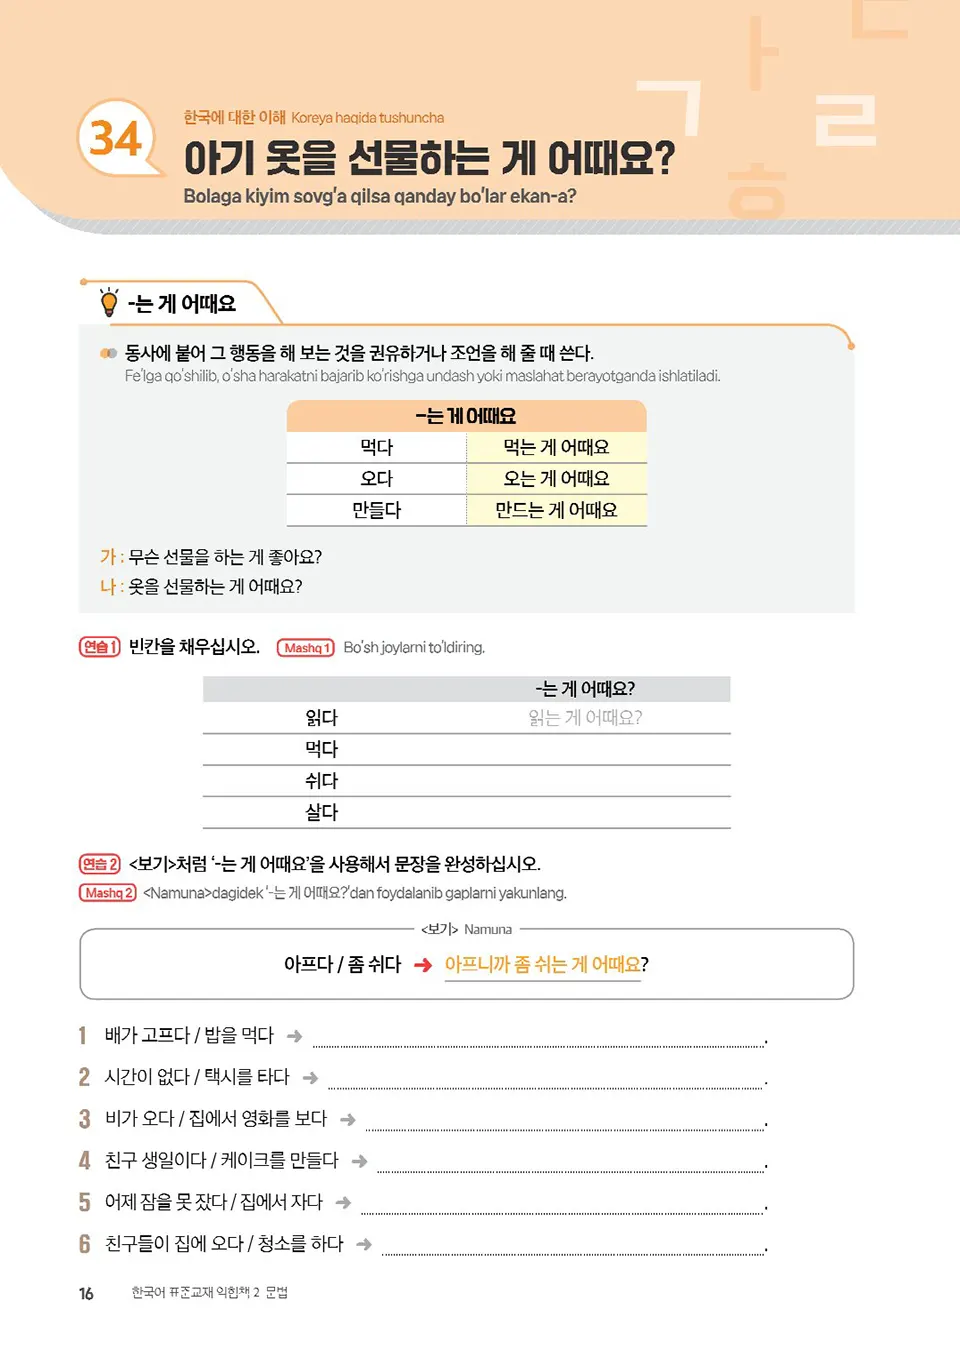 34
한국에 대한 이해 Koreya haqida tushuncha
아기 옷을 선물하는 게 어때요?
Bolaga kiyim sovg'a qilsa qanday bo'lar ekan-a?
ㄱ ㅏ ㄴ ㄹ ㅎ
-는 게 어때요
동사에 붙어 그 행동을 해 보는 것을 권유하거나 조언을 해 줄 때 쓴다.
Fe'lga qo'shilib, o'sha harakatni bajarib ko'rishga undash yoki maslahat berayotganda ishlatiladi.
-는 게 어때요
먹다 먹는 게 어때요
오다 오는 게 어때요
만들다 만드는 게 어때요
가 : 무슨 선물을 하는 게 좋아요?
나 : 옷을 선물하는 게 어때요?
연습 1 빈칸을 채우십시오. Mashq 1 Bo'sh joylarni to'ldiring.
-는 게 어때요?
읽다 읽는 게 어때요?
먹다
쉬다
살다
연습 2 <보기>처럼 '-는 게 어때요'을 사용해서 문장을 완성하십시오.
Mashq 2 <Namuna>dagidek '-는 게 어때요?'dan foydalanib gaplarni yakunlang.
<보기> Namuna
아프다 / 좀 쉬다 ➜ 아프니까 좀 쉬는 게 어때요?
1 배가 고프다 / 밥을 먹다 ➜ .
2 시간이 없다 / 택시를 타다 ➜ .
3 비가 오다 / 집에서 영화를 보다 ➜ .
4 친구 생일이다 / 케이크를 만들다 ➜ .
5 어제 잠을 못 잤다 / 집에서 자다 ➜ .
6 친구들이 집에 오다 / 청소를 하다 ➜ .
16 한국어 표준교재 익힘책 2 문법